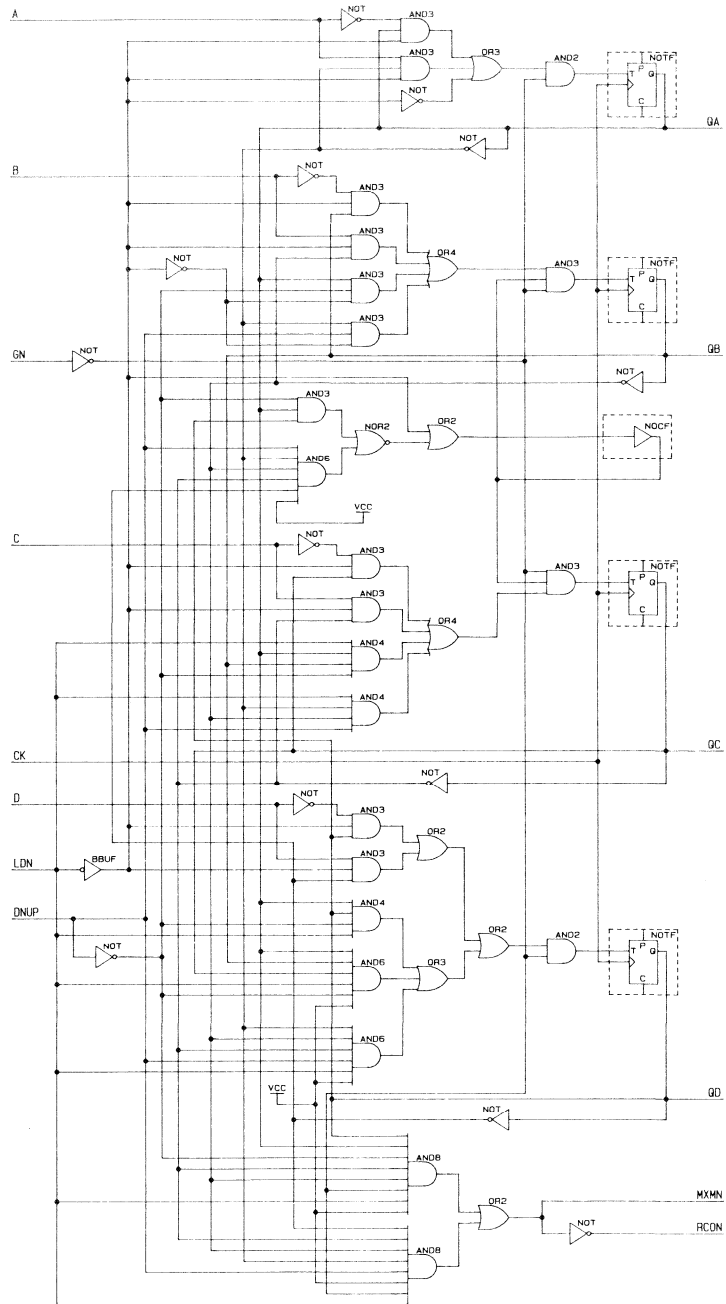 A
NOT
AND3
OR3
AND2
NOTF
P
T
Q
C
AND3
NOT
QA
NOT
B
NOT
AND3
AND3
OR4
NOT
AND3
AND3
NOTF
P
T
Q
C
AND3
GN
NOT
QB
NOT
AND3
NOR2
OR2
NOCF
AND6
VCC
C
NOT
AND3
AND3
NOTF
P
T
Q
C
AND3
OR4
AND4
AND4
CK
QC
NOT
D
NOT
AND3
OR2
LDN
BBUF
AND3
DNUP
AND4
OR2
AND2
NOTF
P
T
Q
C
NOT
AND6
OR3
AND6
VCC
QD
NOT
AND8
OR2
MXMN
NOT
RCON
AND8